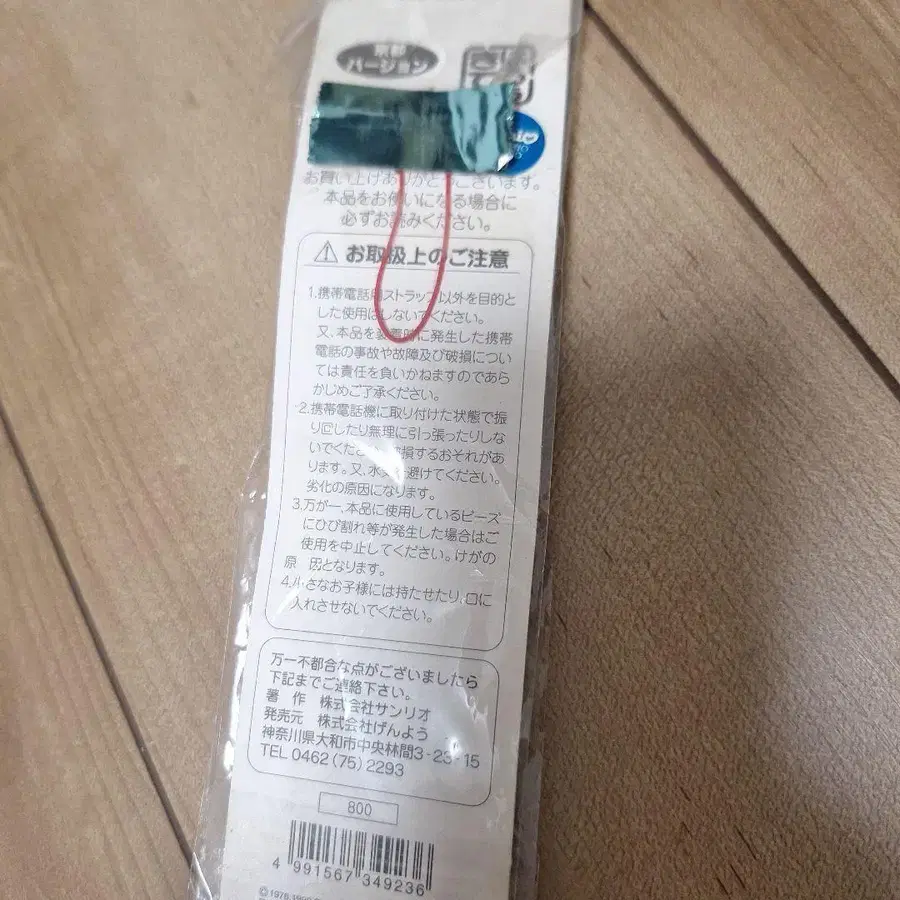 京都
バージョン
お買い上げありがとうございます。
本品をお使いになる場合に
必ずお読みください。
お取扱上のご注意
1.携帯電話用ストラップ以外を目的と
した使用はしないでください。
又、本品を装着時に発生した携帯
電話の事故や故障及び破損につい
ては責任を負いかねますのであら
かじめご了承ください。
2.携帯電話機に取り付けた状態で振
り回したり無理に引っ張ったりしな
いでください 破損するおそれがあ
ります。又、水 避けてください。
劣化の原因になります。
3.万が一、本品に使用しているビーズ
にひび割れ等が発生した場合はご
使用を中止してください。けがの
原 因となります。
4.小さなお子様には持たせたり、口に
入れさせないでください。
万一不都合な点がございましたら
下記までご連絡下さい。
著 作 株式会社サンリオ
発売元 株式会社げんよう
神奈川県大和市中央林間3-23-15
TEL 0462(75)2293
800
4 991567 349236